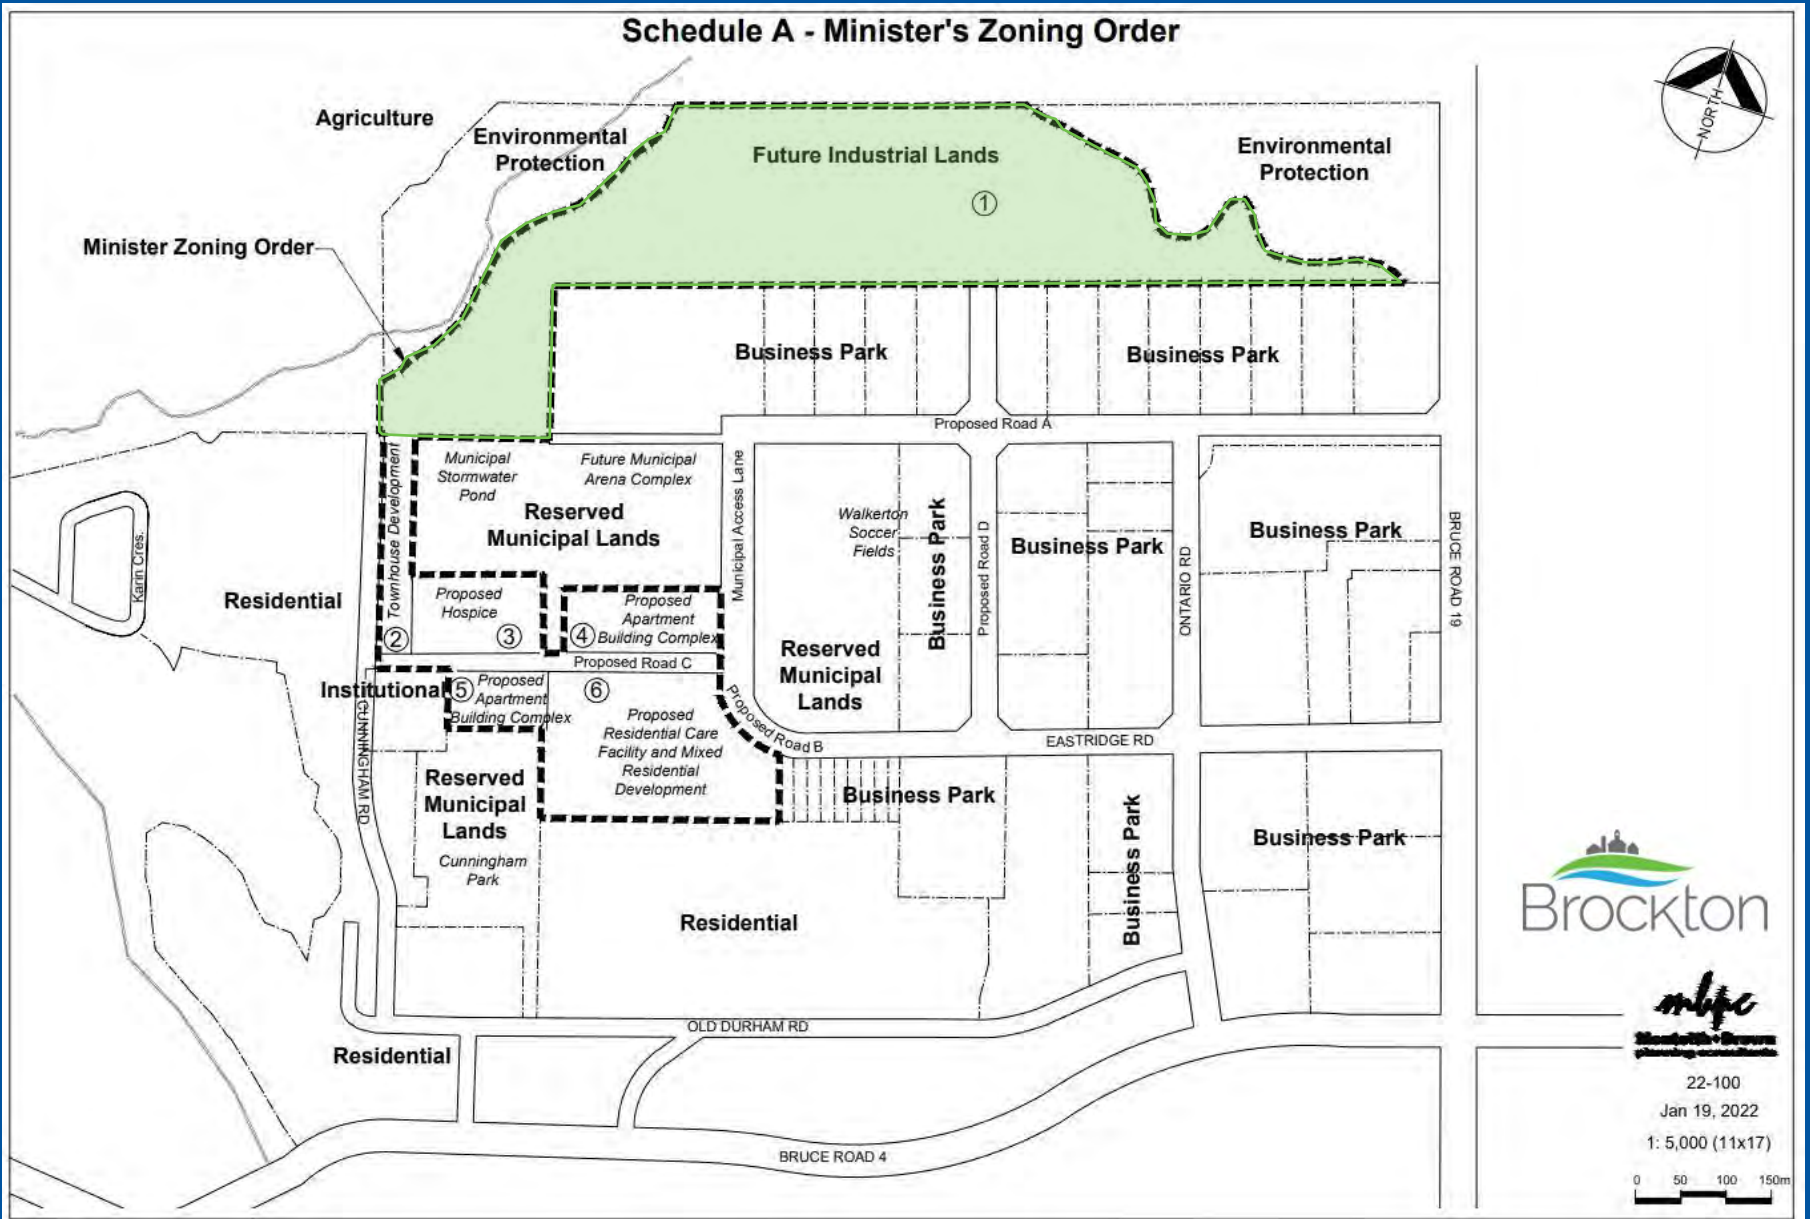 Schedule A - Minister's Zoning Order
NORTH
Agriculture
Environmental
Protection
Future Industrial Lands
Environmental
Protection
1
Minister Zoning Order
Business Park
Business Park
Proposed Road A
Townhouse Development
Municipal
Stormwater
Pond
Future Municipal
Arena Complex
Reserved
Municipal Lands
Municipal Access Lane
Walkerton
Soccer
Fields
Business Park
Proposed Road D
Business Park
ONTARIO RD
Business Park
BRUCE ROAD 19
Karin Cres.
Residential
Proposed
Hospice
2
3
4
Proposed
Apartment
Building Complex
Proposed Road C
Reserved
Municipal
Lands
Institutional
5
Proposed
Apartment
Building Complex
6
Proposed
Residential Care
Facility and Mixed
Residential
Development
Proposed Road B
EASTRIDGE RD
CUNNINGHAM RD
Reserved
Municipal
Lands
Cunningham
Park
Business Park
Business Park
Business Park
Residential
OLD DURHAM RD
Residential
BRUCE ROAD 4
Brockton
mbpc
Monteith+Brown
planning consultants
22-100
Jan 19, 2022
1: 5,000 (11x17)
0 50 100 150m